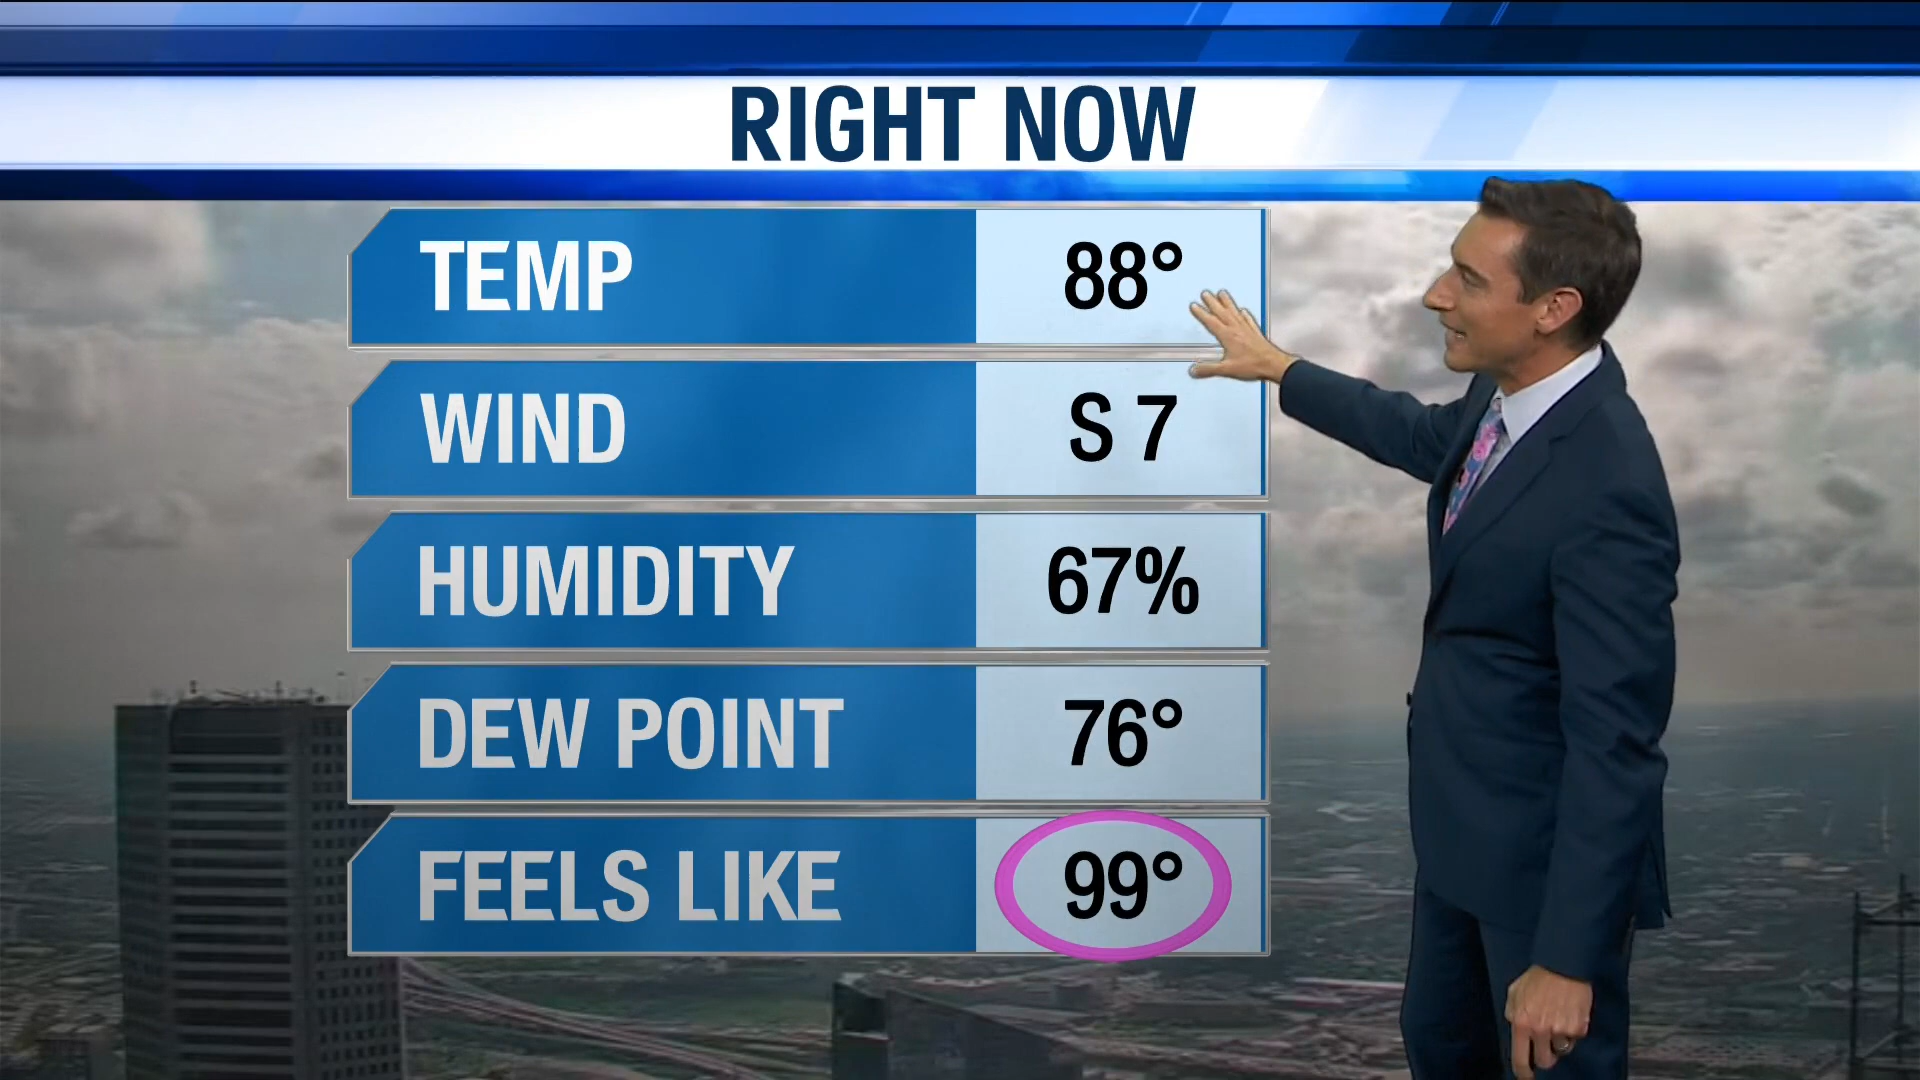 RIGHT NOW
TEMP 88°
WIND S 7
HUMIDITY 67%
DEW POINT 76°
FEELS LIKE 99°